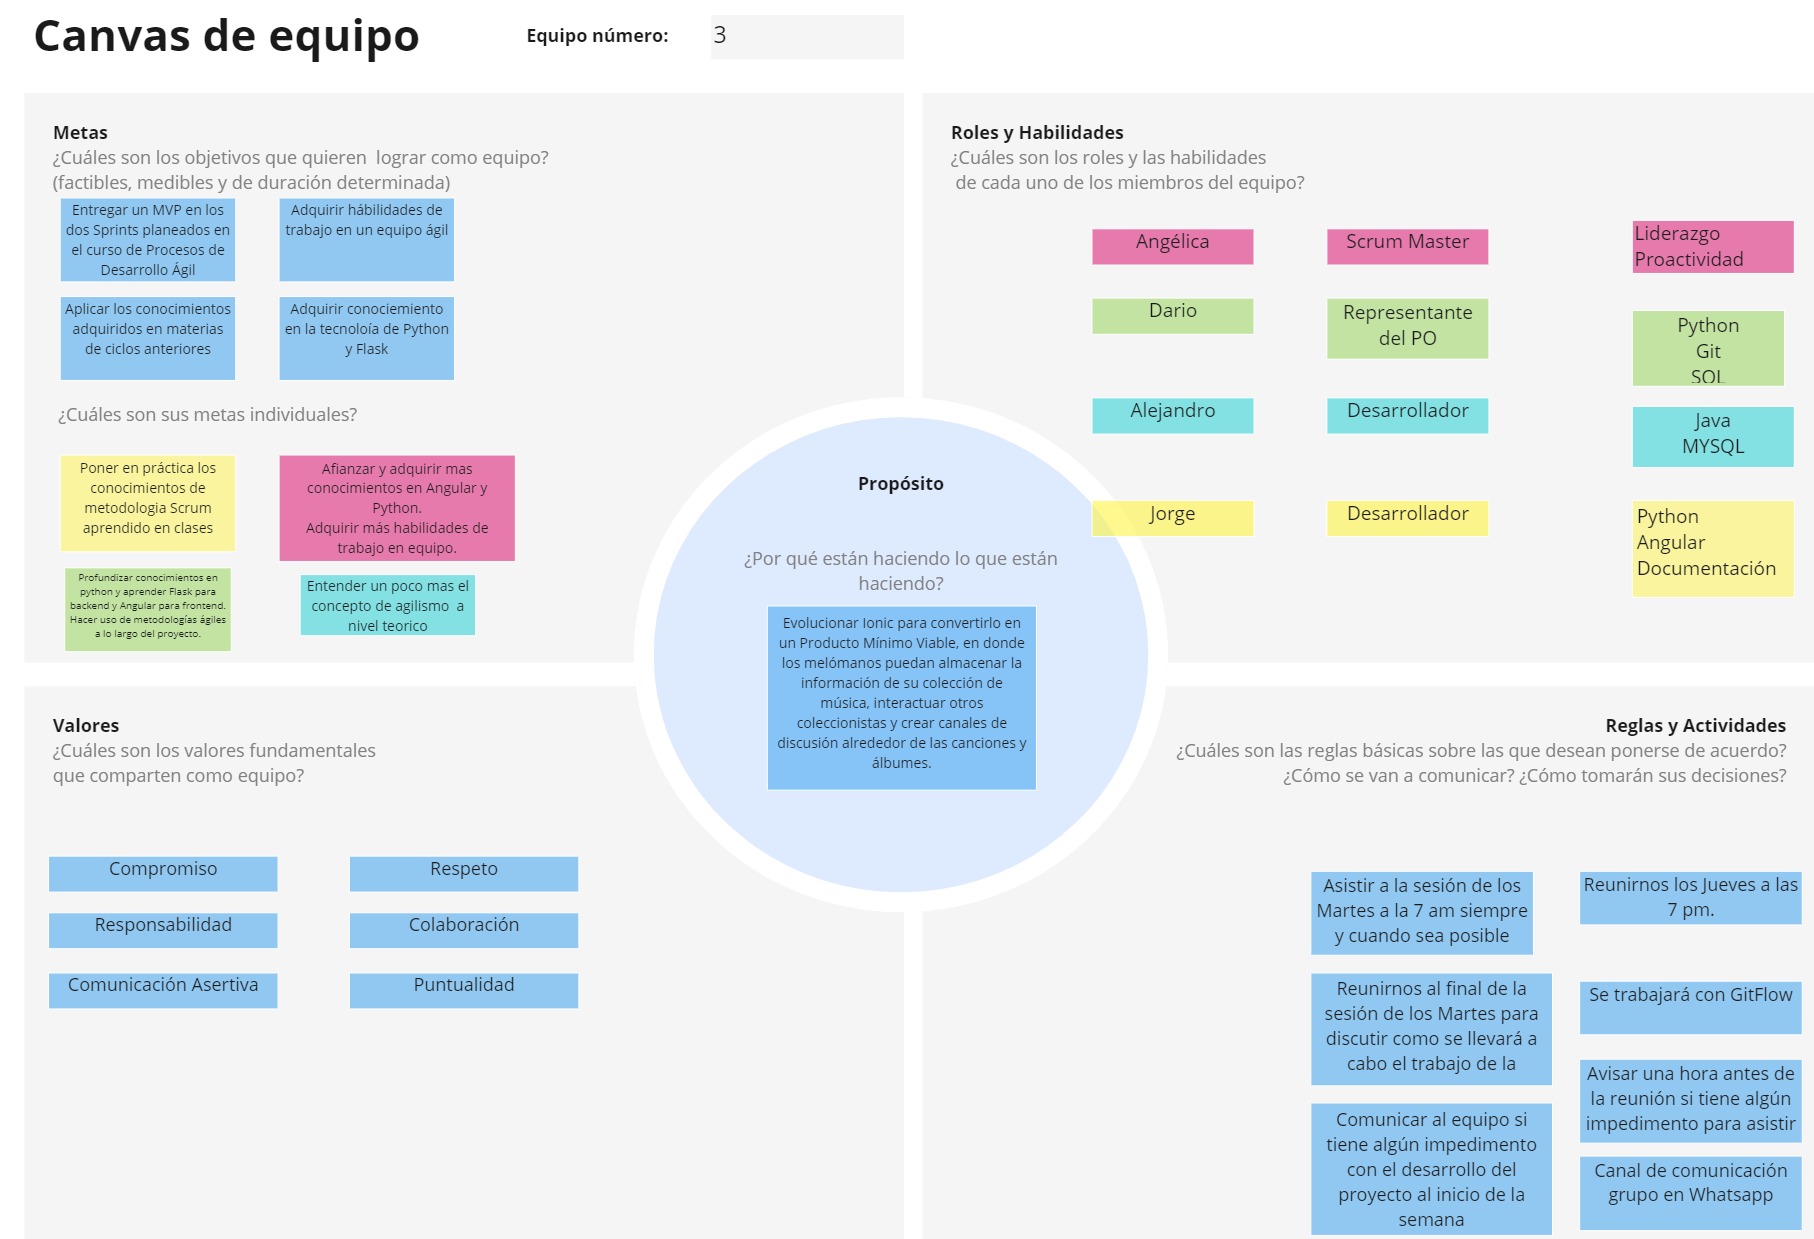 Canvas de equipo
Equipo número:
3
Metas
¿Cuáles son los objetivos que quieren  lograr como equipo?
(factibles, medibles y de duración determinada)
Entregar un MVP en los
dos Sprints planeados en
el curso de Procesos de
Desarrollo Ágil
Adquirir hábilidades de
trabajo en un equipo ágil
Aplicar los conocimientos
adquiridos en materias
de ciclos anteriores
Adquirir conociemiento
en la tecnoloía de Python
y Flask
¿Cuáles son sus metas individuales?
Poner en práctica los
conocimientos de
metodologia Scrum
aprendido en clases
Afianzar y adquirir mas
conocimientos en Angular y
Python.
Adquirir más habilidades de
trabajo en equipo.
Profundizar conocimientos en
python y aprender Flask para
backend y Angular para frontend.
Hacer uso de metodologías ágiles
a lo largo del proyecto.
Entender un poco mas el
concepto de agilismo  a
nivel teorico
Roles y Habilidades
¿Cuáles son los roles y las habilidades
de cada uno de los miembros del equipo?
Angélica
Scrum Master
Liderazgo
Proactividad
Dario
Representante
del PO
Python
Git
SQL
Alejandro
Desarrollador
Java
MYSQL
Jorge
Desarrollador
Python
Angular
Documentación
Propósito
¿Por qué están haciendo lo que están
haciendo?
Evolucionar Ionic para convertirlo en
un Producto Mínimo Viable, en donde
los melómanos puedan almacenar la
información de su colección de
música, interactuar otros
coleccionistas y crear canales de
discusión alrededor de las canciones y
álbumes.
Valores
¿Cuáles son los valores fundamentales
que comparten como equipo?
Compromiso
Respeto
Responsabilidad
Colaboración
Comunicación Asertiva
Puntualidad
Reglas y Actividades
¿Cuáles son las reglas básicas sobre las que desean ponerse de acuerdo?
¿Cómo se van a comunicar? ¿Cómo tomarán sus decisiones?
Asistir a la sesión de los
Martes a la 7 am siempre
y cuando sea posible
Reunirnos los Jueves a las
7 pm.
Reunirnos al final de la
sesión de los Martes para
discutir como se llevará a
cabo el trabajo de la
Se trabajará con GitFlow
Avisar una hora antes de
la reunión si tiene algún
impedimento para asistir
Comunicar al equipo si
tiene algún impedimento
con el desarrollo del
proyecto al inicio de la
semana
Canal de comunicación
grupo en Whatsapp